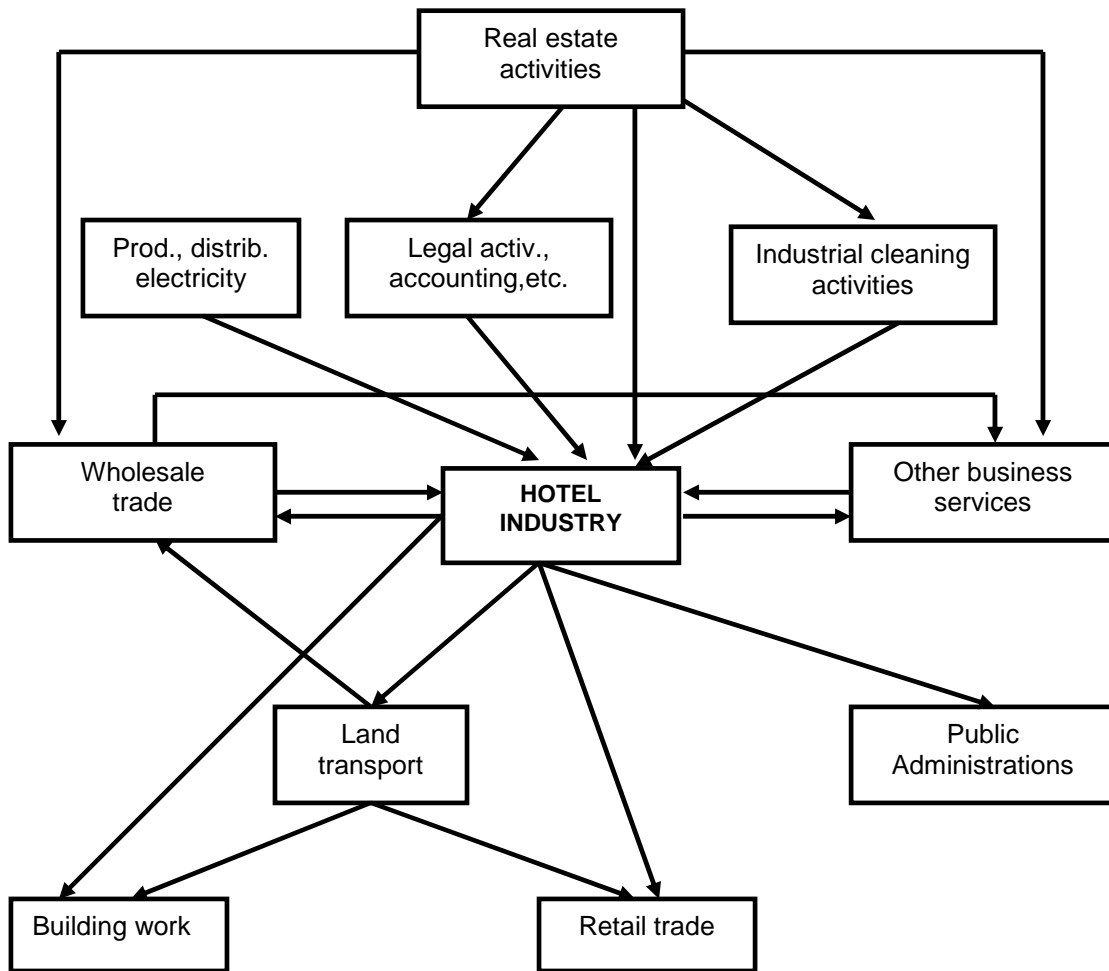 Real estate
activities
Prod., distrib.
electricity
Legal activ.,
accounting,etc.
Industrial cleaning
activities
Wholesale
trade
HOTEL
INDUSTRY
Other business
services
Land
transport
Public
Administrations
Building work
Retail trade